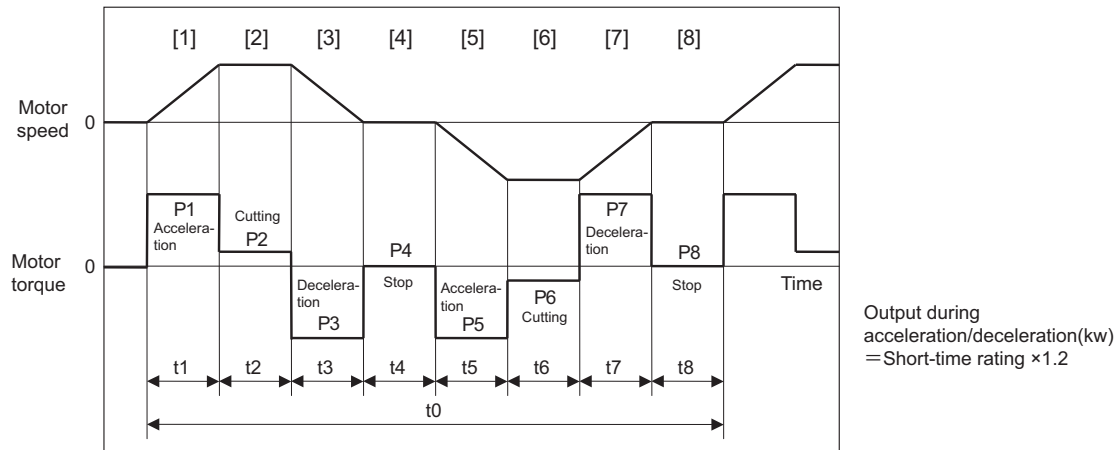 [1] [2] [3] [4] [5] [6] [7] [8]
Motor
speed
0
P1
Accelera-
tion
Cutting
P2
Decelera-
tion
P3
P4
Stop
Accelera-
tion
P5
P6
Cutting
P7
Decelera-
tion
P8
Stop
Motor
torque
0
Time
t1 t2 t3 t4 t5 t6 t7 t8
t0
Output during
acceleration/deceleration(kw)
＝Short-time rating ×1.2